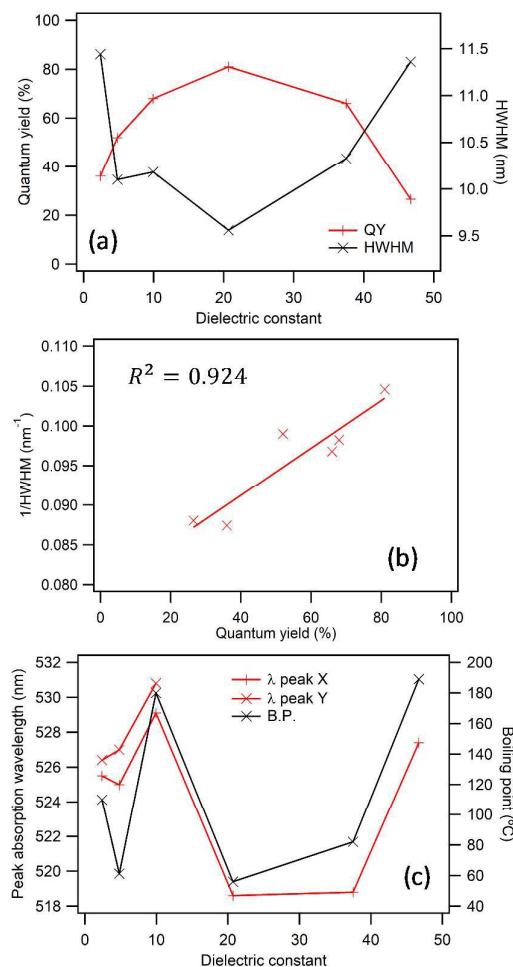 100
80
60
40
20
0
Quantum yield (%)
11.5
11.0
10.5
10.0
9.5
HWHM (nm)
(a)
QY
HWHM
0 10 20 30 40 50
Dielectric constant
0.110
0.105
0.100
0.095
0.090
0.085
0.080
1/HWHM (nm-1)
R² = 0.924
(b)
0 20 40 60 80 100
Quantum yield (%)
532
530
528
526
524
522
520
518
Peak absorption wavelength (nm)
λ peak X
λ peak Y
B.P.
200
180
160
140
120
100
80
60
40
Boiling point (ºC)
(c)
0 10 20 30 40 50
Dielectric constant